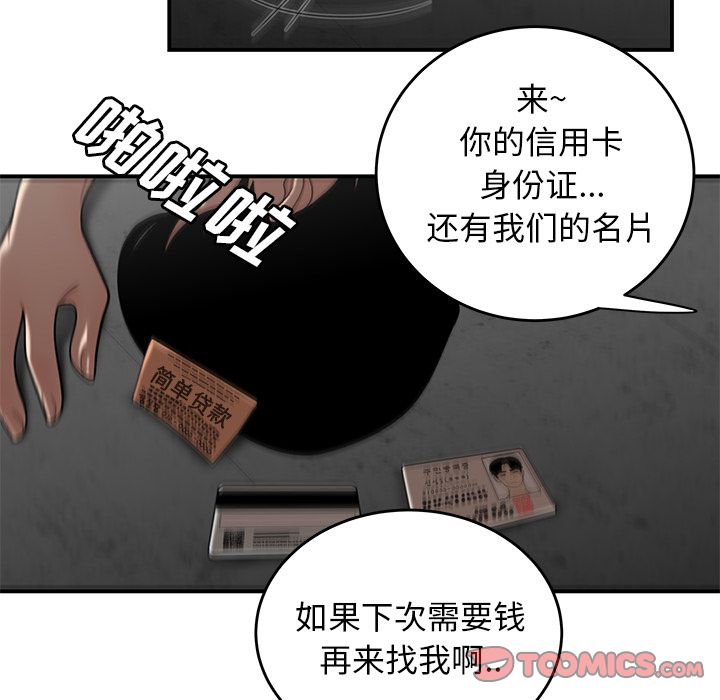 来~
你的信用卡
身份证...
还有我们的名片
啪啦啦
简单贷款
如果下次需要钱
再来找我啊..
TOOMICS.COM